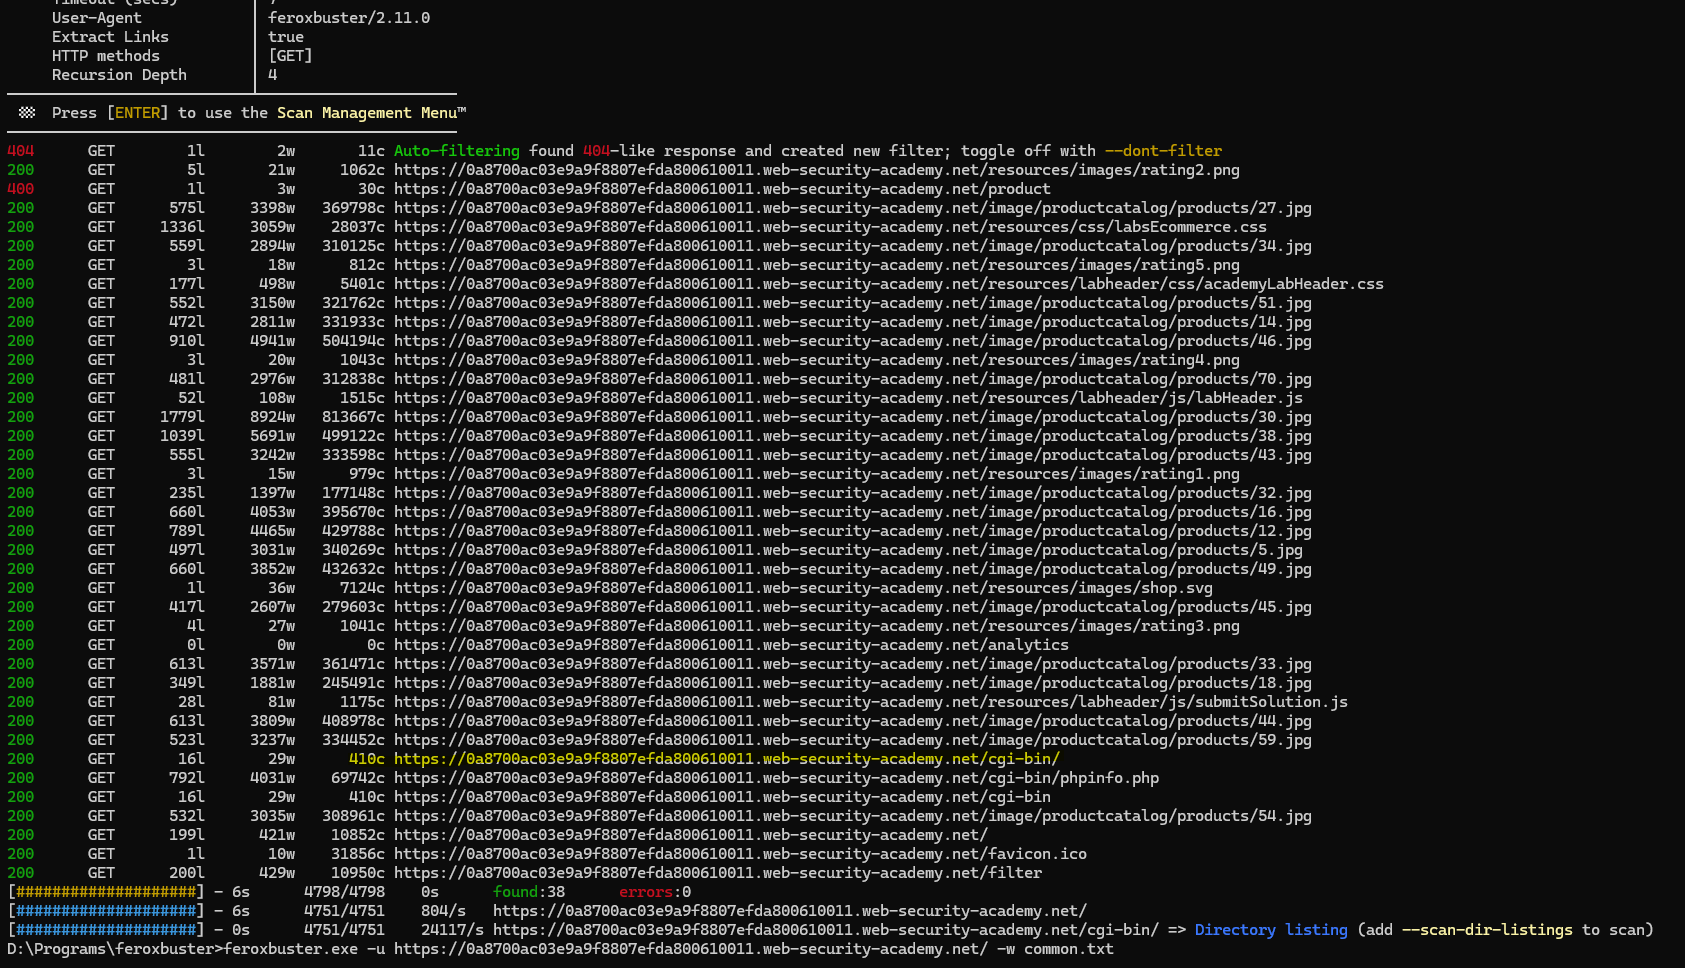 Timeout (secs) │ 7
User-Agent │ feroxbuster/2.11.0
Extract Links │ true
HTTP methods │ [GET]
Recursion Depth │ 4
Press [ENTER] to use the Scan Management Menu™
404 GET 1l 2w 11c Auto-filtering found 404-like response and created new filter; toggle off with --dont-filter
200 GET 5l 21w 1062c https://0a8700ac03e9a9f8807efda800610011.web-security-academy.net/resources/images/rating2.png
400 GET 1l 3w 30c https://0a8700ac03e9a9f8807efda800610011.web-security-academy.net/product
200 GET 575l 3398w 369798c https://0a8700ac03e9a9f8807efda800610011.web-security-academy.net/image/productcatalog/products/27.jpg
200 GET 1336l 3059w 28037c https://0a8700ac03e9a9f8807efda800610011.web-security-academy.net/resources/css/labsEcommerce.css
200 GET 559l 2894w 310125c https://0a8700ac03e9a9f8807efda800610011.web-security-academy.net/image/productcatalog/products/34.jpg
200 GET 3l 18w 812c https://0a8700ac03e9a9f8807efda800610011.web-security-academy.net/resources/images/rating5.png
200 GET 177l 498w 5401c https://0a8700ac03e9a9f8807efda800610011.web-security-academy.net/resources/labheader/css/academyLabHeader.css
200 GET 552l 3150w 321762c https://0a8700ac03e9a9f8807efda800610011.web-security-academy.net/image/productcatalog/products/51.jpg
200 GET 472l 2811w 331933c https://0a8700ac03e9a9f8807efda800610011.web-security-academy.net/image/productcatalog/products/14.jpg
200 GET 910l 4941w 504194c https://0a8700ac03e9a9f8807efda800610011.web-security-academy.net/image/productcatalog/products/46.jpg
200 GET 3l 20w 1043c https://0a8700ac03e9a9f8807efda800610011.web-security-academy.net/resources/images/rating4.png
200 GET 481l 2976w 312838c https://0a8700ac03e9a9f8807efda800610011.web-security-academy.net/image/productcatalog/products/70.jpg
200 GET 52l 108w 1515c https://0a8700ac03e9a9f8807efda800610011.web-security-academy.net/resources/labheader/js/labHeader.js
200 GET 1779l 8924w 813667c https://0a8700ac03e9a9f8807efda800610011.web-security-academy.net/image/productcatalog/products/30.jpg
200 GET 1039l 5691w 499122c https://0a8700ac03e9a9f8807efda800610011.web-security-academy.net/image/productcatalog/products/38.jpg
200 GET 555l 3242w 333598c https://0a8700ac03e9a9f8807efda800610011.web-security-academy.net/image/productcatalog/products/43.jpg
200 GET 3l 15w 979c https://0a8700ac03e9a9f8807efda800610011.web-security-academy.net/resources/images/rating1.png
200 GET 235l 1397w 177148c https://0a8700ac03e9a9f8807efda800610011.web-security-academy.net/image/productcatalog/products/32.jpg
200 GET 660l 4053w 395670c https://0a8700ac03e9a9f8807efda800610011.web-security-academy.net/image/productcatalog/products/16.jpg
200 GET 789l 4465w 429788c https://0a8700ac03e9a9f8807efda800610011.web-security-academy.net/image/productcatalog/products/12.jpg
200 GET 497l 3031w 340269c https://0a8700ac03e9a9f8807efda800610011.web-security-academy.net/image/productcatalog/products/5.jpg
200 GET 660l 3852w 432632c https://0a8700ac03e9a9f8807efda800610011.web-security-academy.net/image/productcatalog/products/49.jpg
200 GET 1l 36w 7124c https://0a8700ac03e9a9f8807efda800610011.web-security-academy.net/resources/images/shop.svg
200 GET 417l 2607w 279603c https://0a8700ac03e9a9f8807efda800610011.web-security-academy.net/image/productcatalog/products/45.jpg
200 GET 4l 27w 1041c https://0a8700ac03e9a9f8807efda800610011.web-security-academy.net/resources/images/rating3.png
200 GET 0l 0w 0c https://0a8700ac03e9a9f8807efda800610011.web-security-academy.net/analytics
200 GET 613l 3571w 361471c https://0a8700ac03e9a9f8807efda800610011.web-security-academy.net/image/productcatalog/products/33.jpg
200 GET 349l 1881w 245491c https://0a8700ac03e9a9f8807efda800610011.web-security-academy.net/image/productcatalog/products/18.jpg
200 GET 28l 81w 1175c https://0a8700ac03e9a9f8807efda800610011.web-security-academy.net/resources/labheader/js/submitSolution.js
200 GET 613l 3809w 408978c https://0a8700ac03e9a9f8807efda800610011.web-security-academy.net/image/productcatalog/products/44.jpg
200 GET 523l 3237w 334452c https://0a8700ac03e9a9f8807efda800610011.web-security-academy.net/image/productcatalog/products/59.jpg
200 GET 16l 29w 410c https://0a8700ac03e9a9f8807efda800610011.web-security-academy.net/cgi-bin/
200 GET 792l 4031w 69742c https://0a8700ac03e9a9f8807efda800610011.web-security-academy.net/cgi-bin/phpinfo.php
200 GET 16l 29w 410c https://0a8700ac03e9a9f8807efda800610011.web-security-academy.net/cgi-bin
200 GET 532l 3035w 308961c https://0a8700ac03e9a9f8807efda800610011.web-security-academy.net/image/productcatalog/products/54.jpg
200 GET 199l 421w 10852c https://0a8700ac03e9a9f8807efda800610011.web-security-academy.net/
200 GET 1l 10w 31856c https://0a8700ac03e9a9f8807efda800610011.web-security-academy.net/favicon.ico
200 GET 200l 429w 10950c https://0a8700ac03e9a9f8807efda800610011.web-security-academy.net/filter
[####################] - 6s 4798/4798 0s found:38 errors:0
[####################] - 6s 4751/4751 804/s https://0a8700ac03e9a9f8807efda800610011.web-security-academy.net/
[####################] - 0s 4751/4751 24117/s https://0a8700ac03e9a9f8807efda800610011.web-security-academy.net/cgi-bin/ => Directory listing (add --scan-dir-listings to scan)
D:\Programs\feroxbuster>feroxbuster.exe -u https://0a8700ac03e9a9f8807efda800610011.web-security-academy.net/ -w common.txt